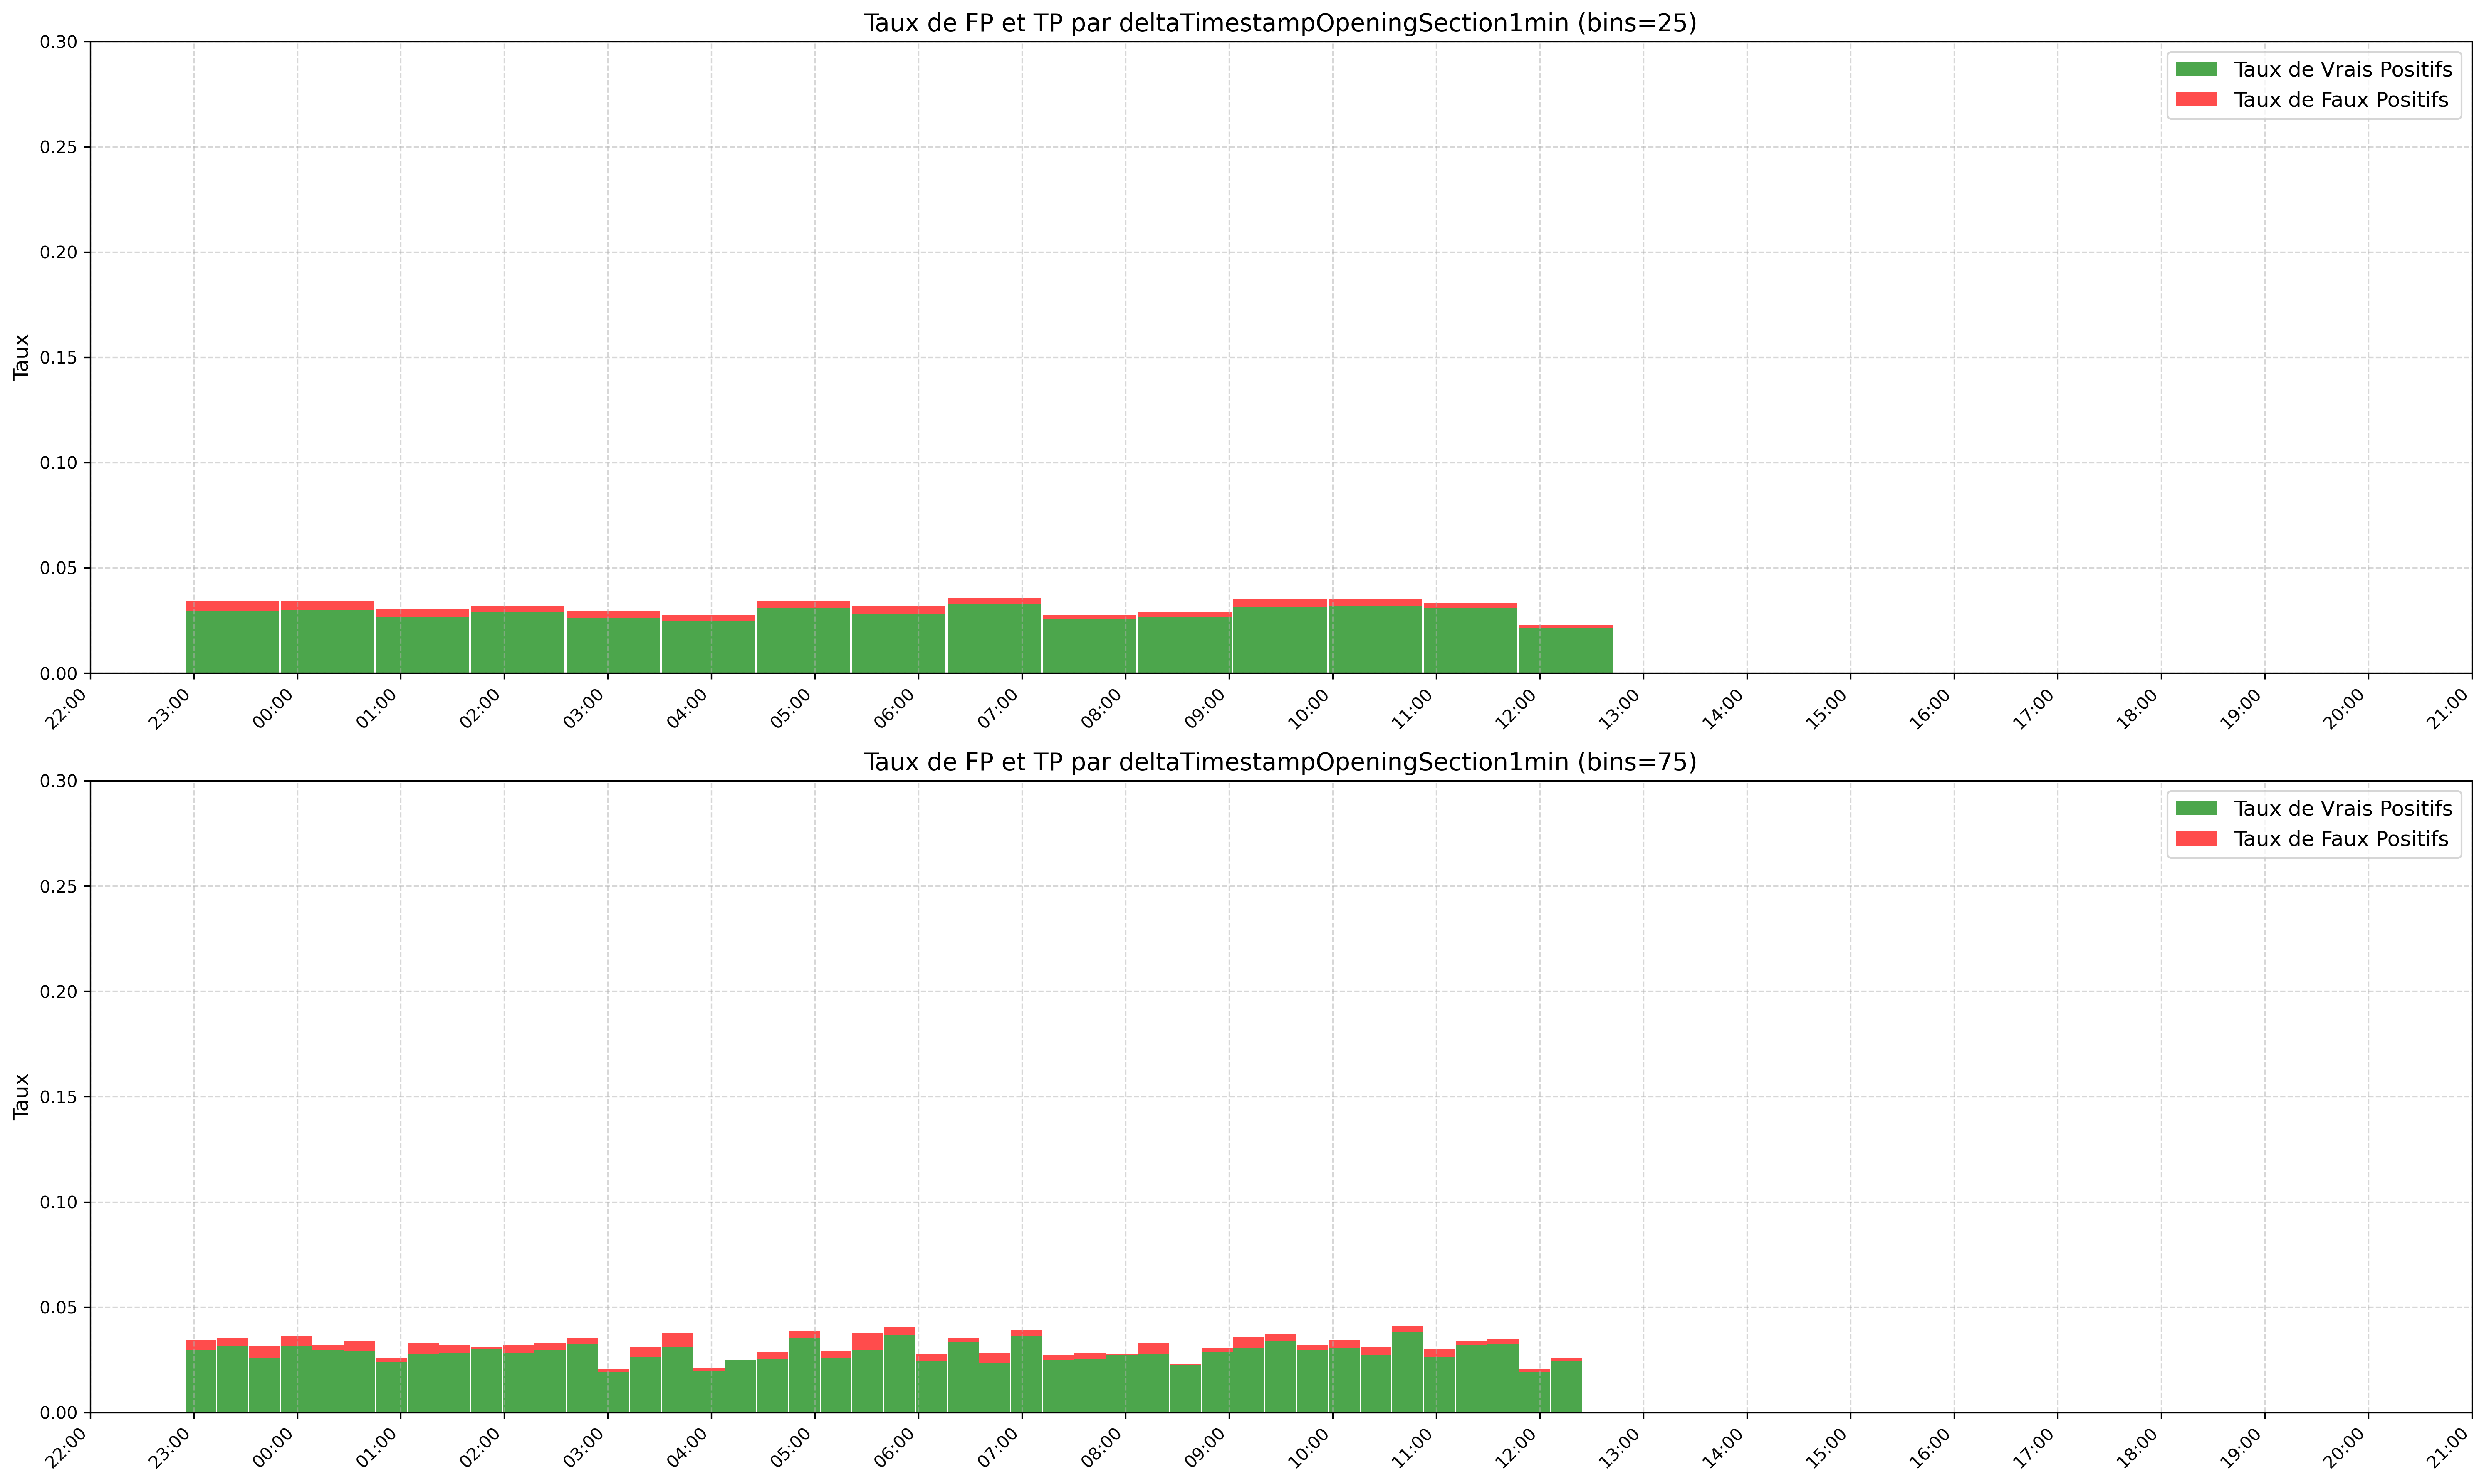 Taux de FP et TP par deltaTimestampOpeningSection1min (bins=25)
Taux de Vrais Positifs
Taux de Faux Positifs
Taux
0.30
0.25
0.20
0.15
0.10
0.05
0.00
22:00 23:00 00:00 01:00 02:00 03:00 04:00 05:00 06:00 07:00 08:00 09:00 10:00 11:00 12:00 13:00 14:00 15:00 16:00 17:00 18:00 19:00 20:00 21:00
Taux de FP et TP par deltaTimestampOpeningSection1min (bins=75)
Taux de Vrais Positifs
Taux de Faux Positifs
Taux
0.30
0.25
0.20
0.15
0.10
0.05
0.00
22:00 23:00 00:00 01:00 02:00 03:00 04:00 05:00 06:00 07:00 08:00 09:00 10:00 11:00 12:00 13:00 14:00 15:00 16:00 17:00 18:00 19:00 20:00 21:00